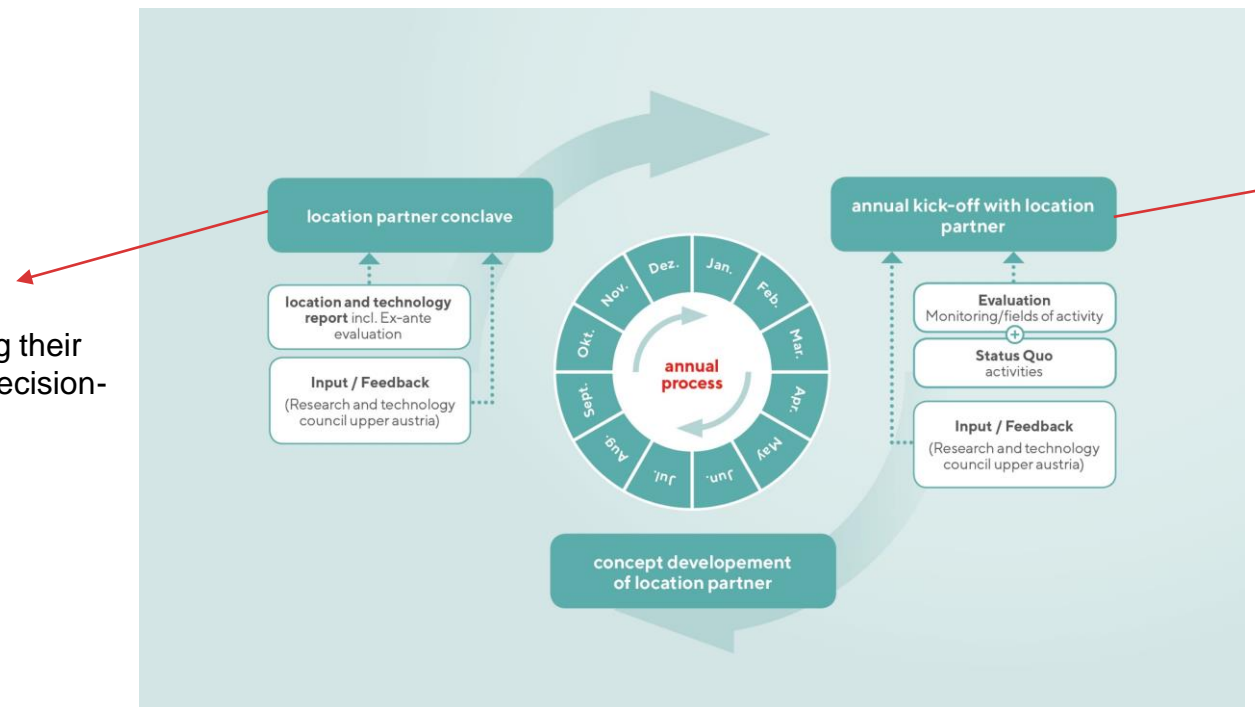 location partner conclave
location and technology
report incl. Ex-ante
evaluation
Input / Feedback
(Research and technology
council upper austria)
g their
ecision-
annual kick-off with location
partner
Evaluation
Monitoring/fields of activity
+
Status Quo
activities
Input / Feedback
(Research and technology
council upper austria)
Jan.
Feb.
Mar.
Apr.
May
Jun.
Jul.
Aug.
Sept.
Okt.
Nov.
Dez.
annual
process
concept developement
of location partner